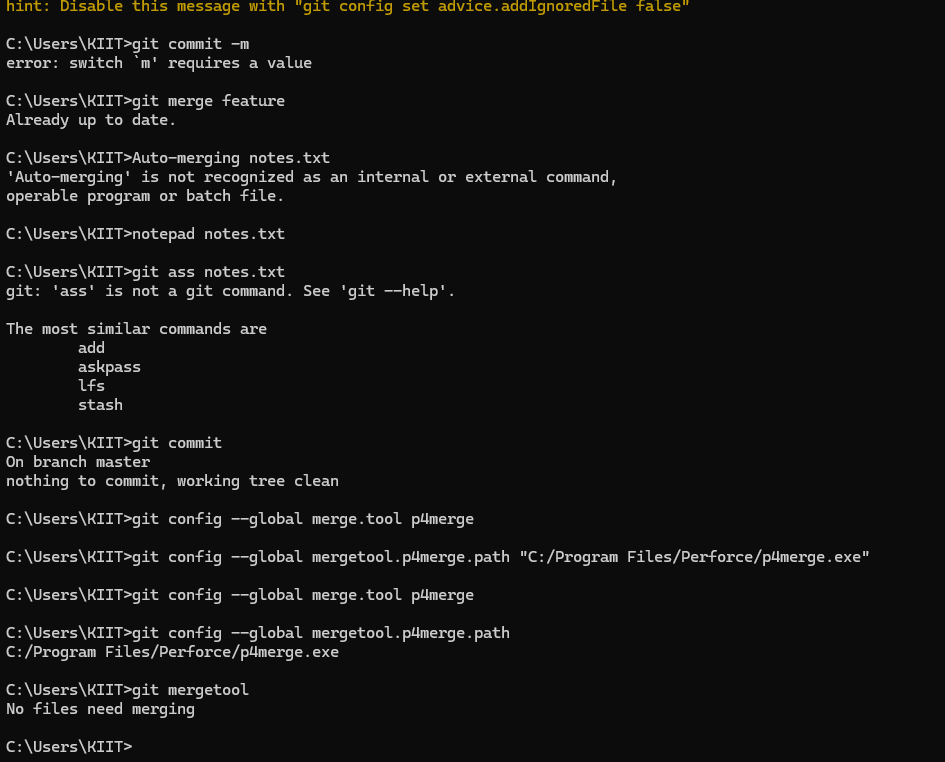 hint: Disable this message with "git config set advice.addIgnoredFile false"
C:\Users\KIIT>git commit -m
error: switch `m' requires a value
C:\Users\KIIT>git merge feature
Already up to date.
C:\Users\KIIT>Auto-merging notes.txt
'Auto-merging' is not recognized as an internal or external command,
operable program or batch file.
C:\Users\KIIT>notepad notes.txt
C:\Users\KIIT>git ass notes.txt
git: 'ass' is not a git command. See 'git --help'.
The most similar commands are
add
askpass
lfs
stash
C:\Users\KIIT>git commit
On branch master
nothing to commit, working tree clean
C:\Users\KIIT>git config --global merge.tool p4merge
C:\Users\KIIT>git config --global mergetool.p4merge.path "C:/Program Files/Perforce/p4merge.exe"
C:\Users\KIIT>git config --global merge.tool p4merge
C:\Users\KIIT>git config --global mergetool.p4merge.path
C:/Program Files/Perforce/p4merge.exe
C:\Users\KIIT>git mergetool
No files need merging
C:\Users\KIIT>